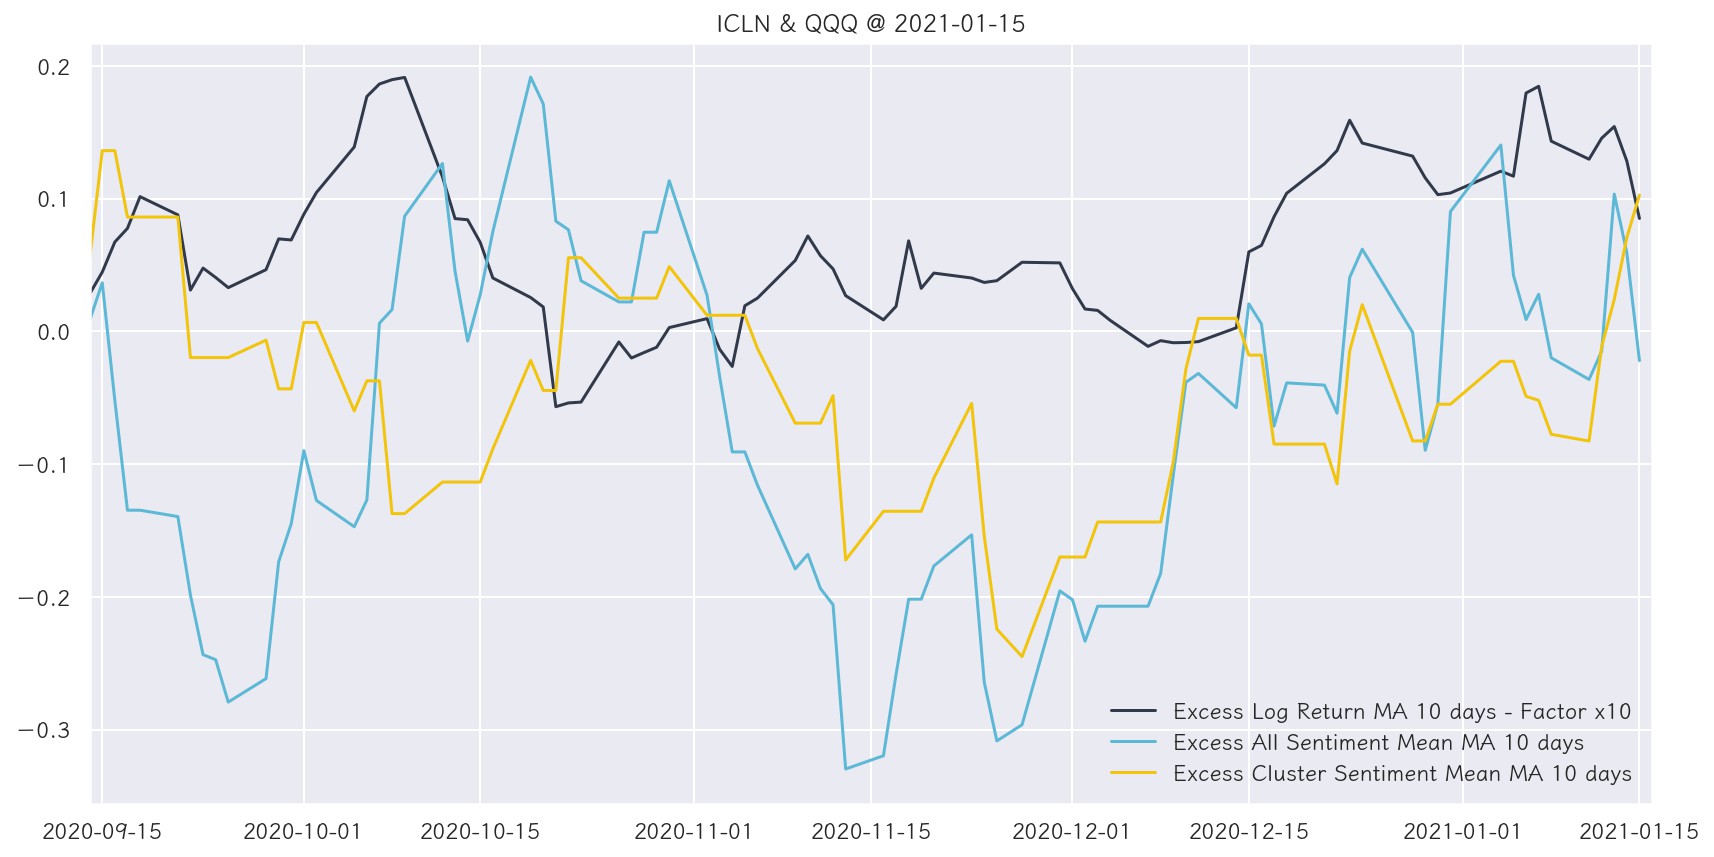 ICLN & QQQ @ 2021-01-15
0.2
0.1
0.0
−0.1
−0.2
−0.3
Excess Log Return MA 10 days - Factor x10
Excess All Sentiment Mean MA 10 days
Excess Cluster Sentiment Mean MA 10 days
2020-09-15 2020-10-01 2020-10-15 2020-11-01 2020-11-15 2020-12-01 2020-12-15 2021-01-01 2021-01-15